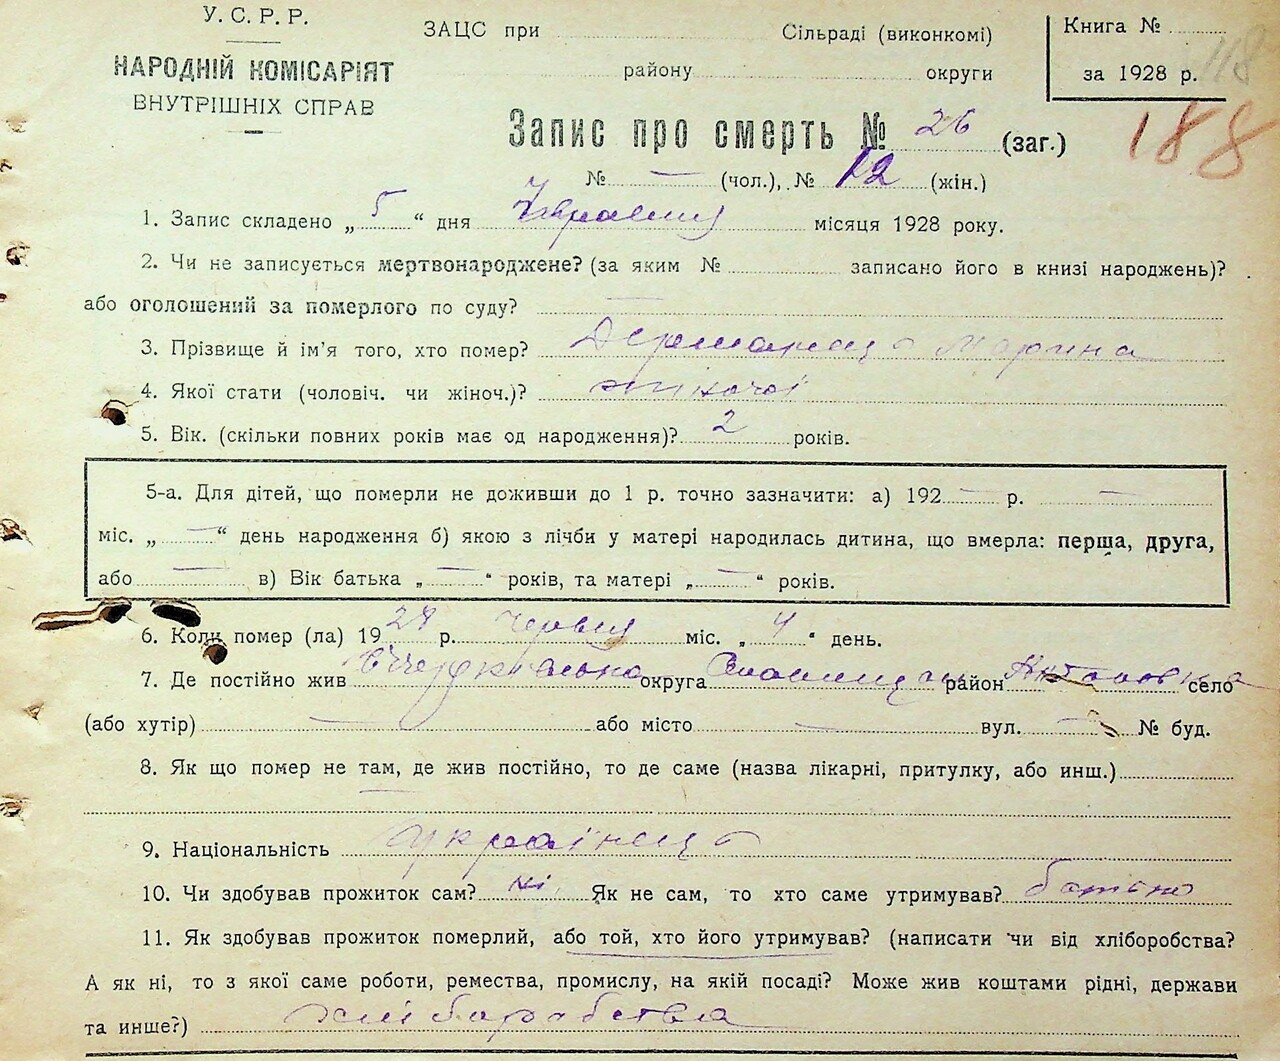 У. С. Р. Р.
НАРОДНІЙ КОМІСАРІЯТ
ВНУТРІШНІХ СПРАВ
ЗАЦС при Сільраді (виконкомі)
району округи
Книга №
за 1928 р.
118
188
Запис про смерть № 26 (заг.)
№ — (чол.), № 12 (жін.)
1. Запис складено „ 5 “ дня Червня місяця 1928 року.
2. Чи не записується мертвонароджене? (за яким № записано його в книзі народжень)?
або оголошений за померлого по суду? —
3. Прізвище й ім’я того, хто помер? Марина
4. Якої стати (чоловіч. чи жіноч.)? жіночої
5. Вік. (скільки повних років має од народження)? 2 років.
5-а. Для дітей, що померли не доживши до 1 р. точно зазначити: а) 192 — р. —
міс. „ — “ день народження б) якою з лічби у матері народилась дитина, що вмерла: перша, друга,
або — в) Вік батька „ — “ років, та матері „ — “ років.
6. Коли помер (ла) 19 28 р. Червня міс. „ 4 “ день.
7. Де постійно жив округа район село
(або хутір) — або місто — вул. — № буд.
8. Як що помер не там, де жив постійно, то де саме (назва лікарні, притулку, або инш.)
—
9. Національність українец
10. Чи здобував прожиток сам? ні Як не сам, то хто саме утримував? батько
11. Як здобував прожиток померлий, або той, хто його утримував? (написати чи від хліборобства?
А як ні, то з якої саме роботи, ремества, промислу, на якій посаді? Може жив коштами рідні, держави
та инше?) хліборобства